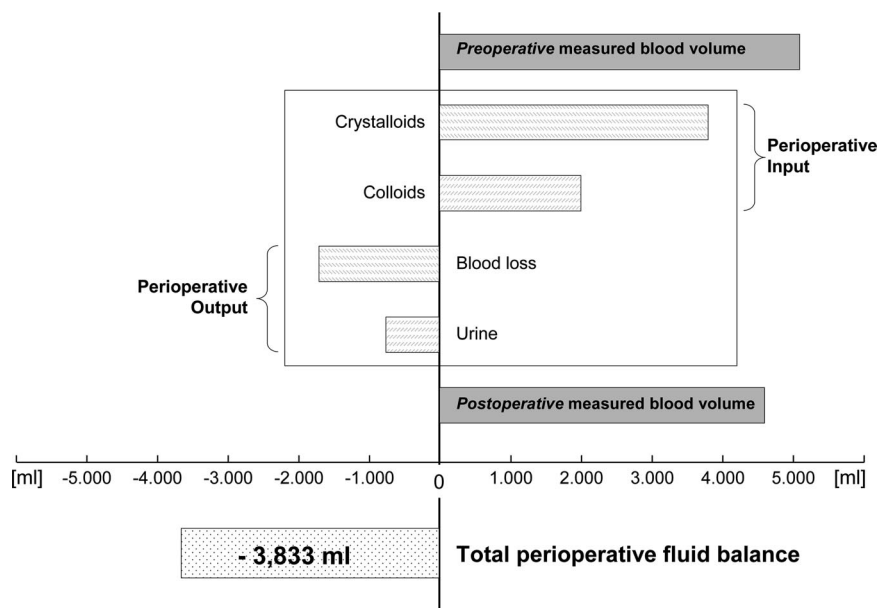 Preoperative measured blood volume
Crystalloids
Perioperative
Input
Colloids
Blood loss
Perioperative
Output
Urine
Postoperative measured blood volume
[ml] -5.000 -4.000 -3.000 -2.000 -1.000 0 1.000 2.000 3.000 4.000 5.000 [ml]
- 3,833 ml Total perioperative fluid balance